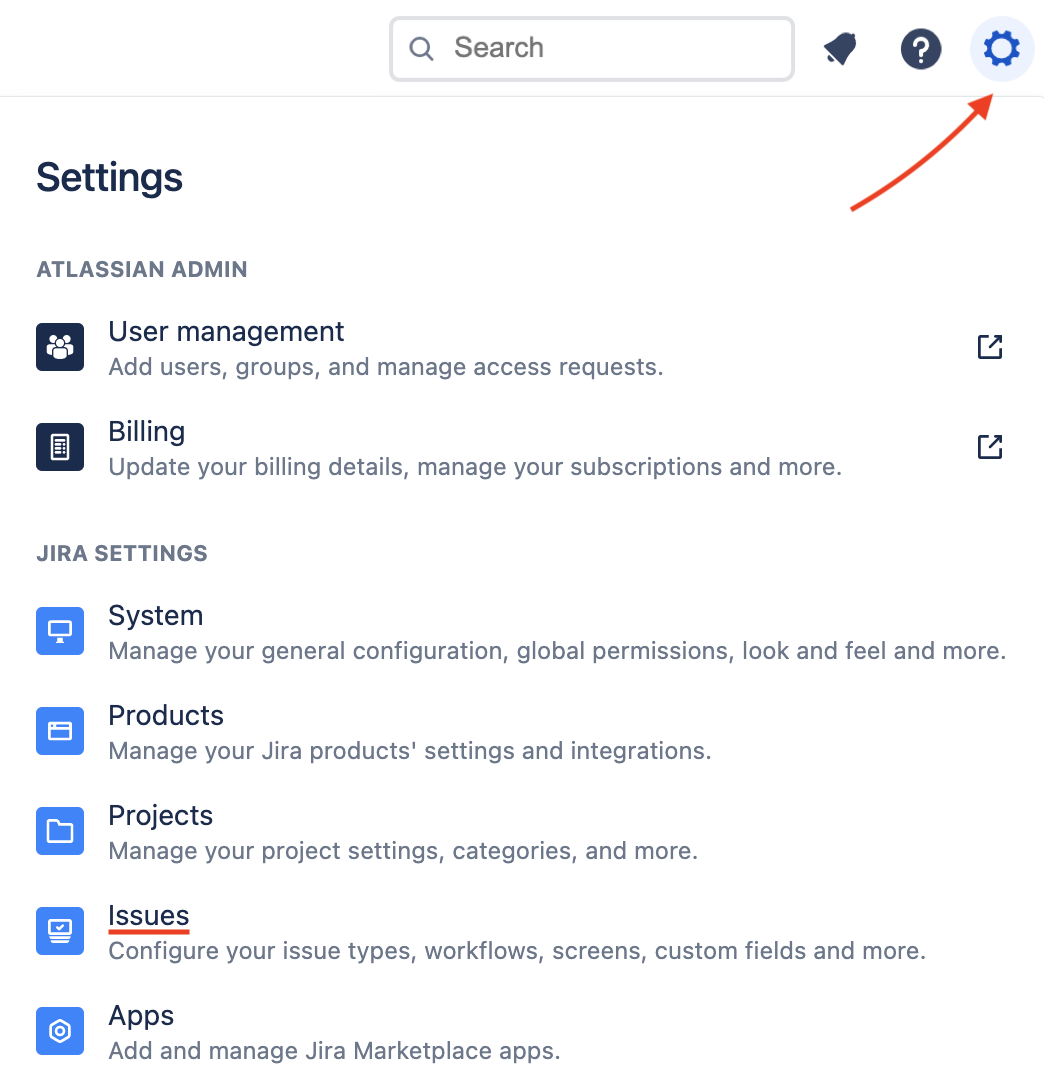 Search
Settings
ATLASSIAN ADMIN
User management
Add users, groups, and manage access requests.
Billing
Update your billing details, manage your subscriptions and more.
JIRA SETTINGS
System
Manage your general configuration, global permissions, look and feel and more.
Products
Manage your Jira products' settings and integrations.
Projects
Manage your project settings, categories, and more.
Issues
Configure your issue types, workflows, screens, custom fields and more.
Apps
Add and manage Jira Marketplace apps.